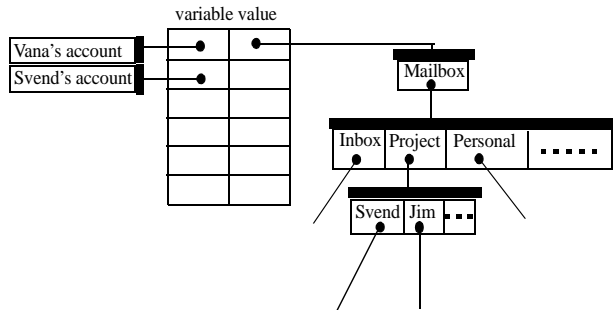 variable value
Vana's account
Svend's account
Mailbox
Inbox Project Personal
Svend Jim